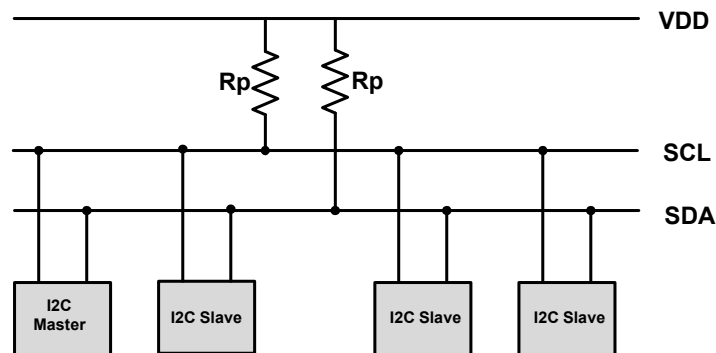 VDD
Rp
Rp
SCL
SDA
I2C
Master
I2C Slave
I2C Slave
I2C Slave